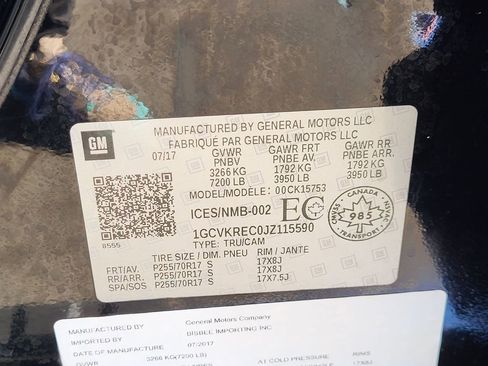 MANUFACTURED BY GENERAL MOTORS LLC
FABRIQUÉ PAR GENERAL MOTORS LLC
GM
07/17 GVWR GAWR FRT GAWR RR
PNBV PNBE AV. PNBE ARR.
3266 KG 1792 KG 1792 KG
7200 LB 3950 LB 3950 LB
MODEL/MODÈLE: 00CK15753
ICES/NMB-002 EC
CANADA
985
TRANSPORT
1GCVKREC0JZ115590
TYPE: TRU/CAM
8555
TIRE SIZE / DIM. PNEU RIM / JANTE
FRT/AV. P255/70R17 S 17X8J
RR/ARR. P255/70R17 S 17X8J
SPA/SOS P255/70R17 S 17X7.5J
MANUFACTURED BY General Motors Company
IMPORTED BY BISBEE IMPORTING INC
DATE OF MANUFACTURE 07/2017
GVWR 3266 KG(7200 LB)
AT COLD PRESSURE RIMS